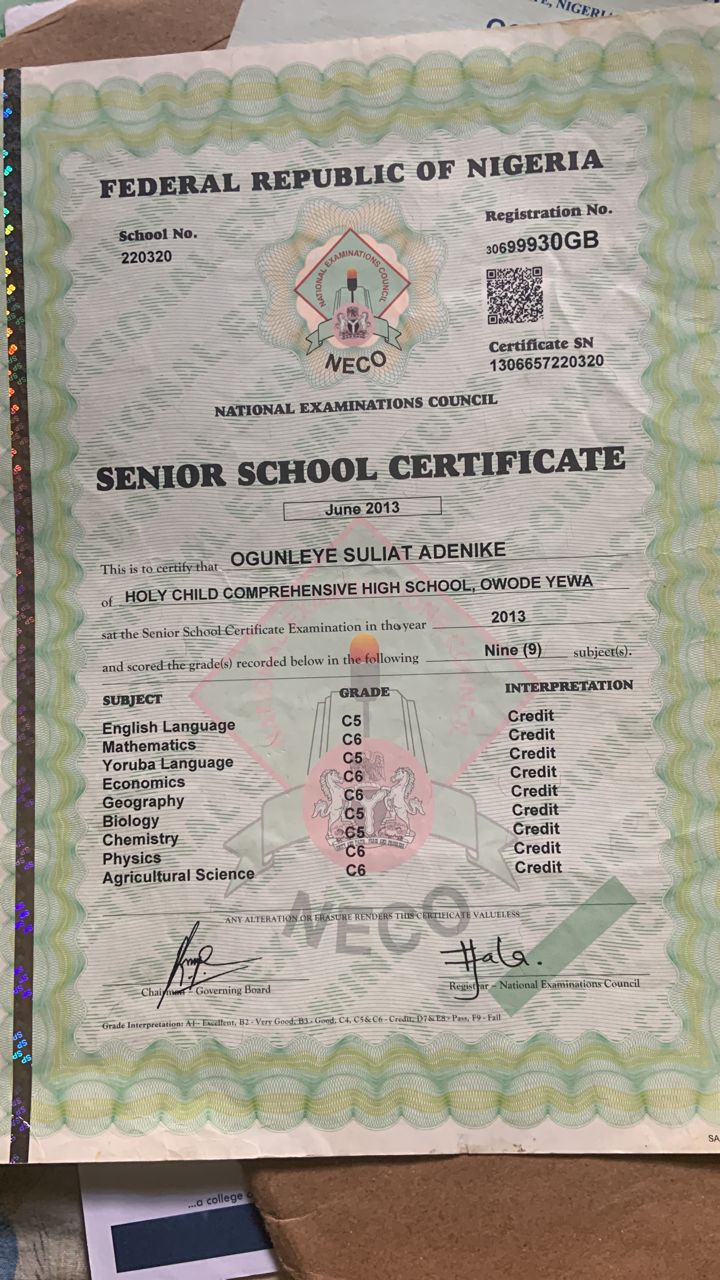 E, NIGERI
FEDERAL REPUBLIC OF NIGERIA
School No.
220320
Registration No.
30699930GB
NATIONAL EXAMINATIONS COUNCIL
NECO
Certificate SN
1306657220320
NATIONAL EXAMINATIONS COUNCIL
SENIOR SCHOOL CERTIFICATE
June 2013
This is to certify that OGUNLEYE SULIAT ADENIKE
of HOLY CHILD COMPREHENSIVE HIGH SCHOOL, OWODE YEWA
sat the Senior School Certificate Examination in the year 2013
and scored the grade(s) recorded below in the following Nine (9) subject(s).
SUBJECT GRADE INTERPRETATION
English Language C5 Credit
Mathematics C6 Credit
Yoruba Language C5 Credit
Economics C6 Credit
Geography C6 Credit
Biology C5 Credit
Chemistry C5 Credit
Physics C6 Credit
Agricultural Science C6 Credit
NECO
ANY ALTERATION OR ERASURE RENDERS THIS CERTIFICATE VALUELESS
Chairman - Governing Board
Registrar - National Examinations Council
Grade Interpretation: A1 - Excellent, B2 - Very Good, B3 - Good, C4, C5 & C6 - Credit, D7 & E8 - Pass, F9 - Fail
SA
...a college